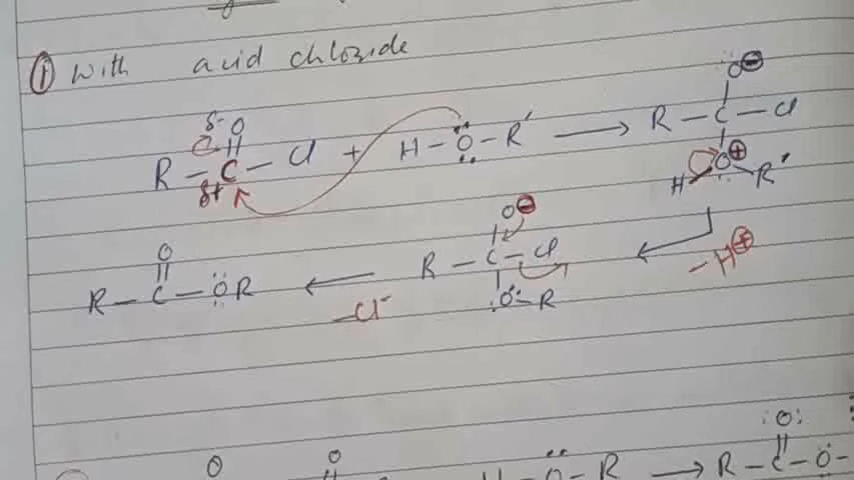 ① With acid chloride
δ- O O⊖
R - C - Cl + H - Ö - R' ⟶ R - C - Cl
δ+
H O⊕ R'
O O⊖ - H⊕
R - C - ÖR ⟵ R - C - Cl
- Cl⁻ :Ö - R
O O H - Ö - R ⟶ R - C - Ö -
:O: